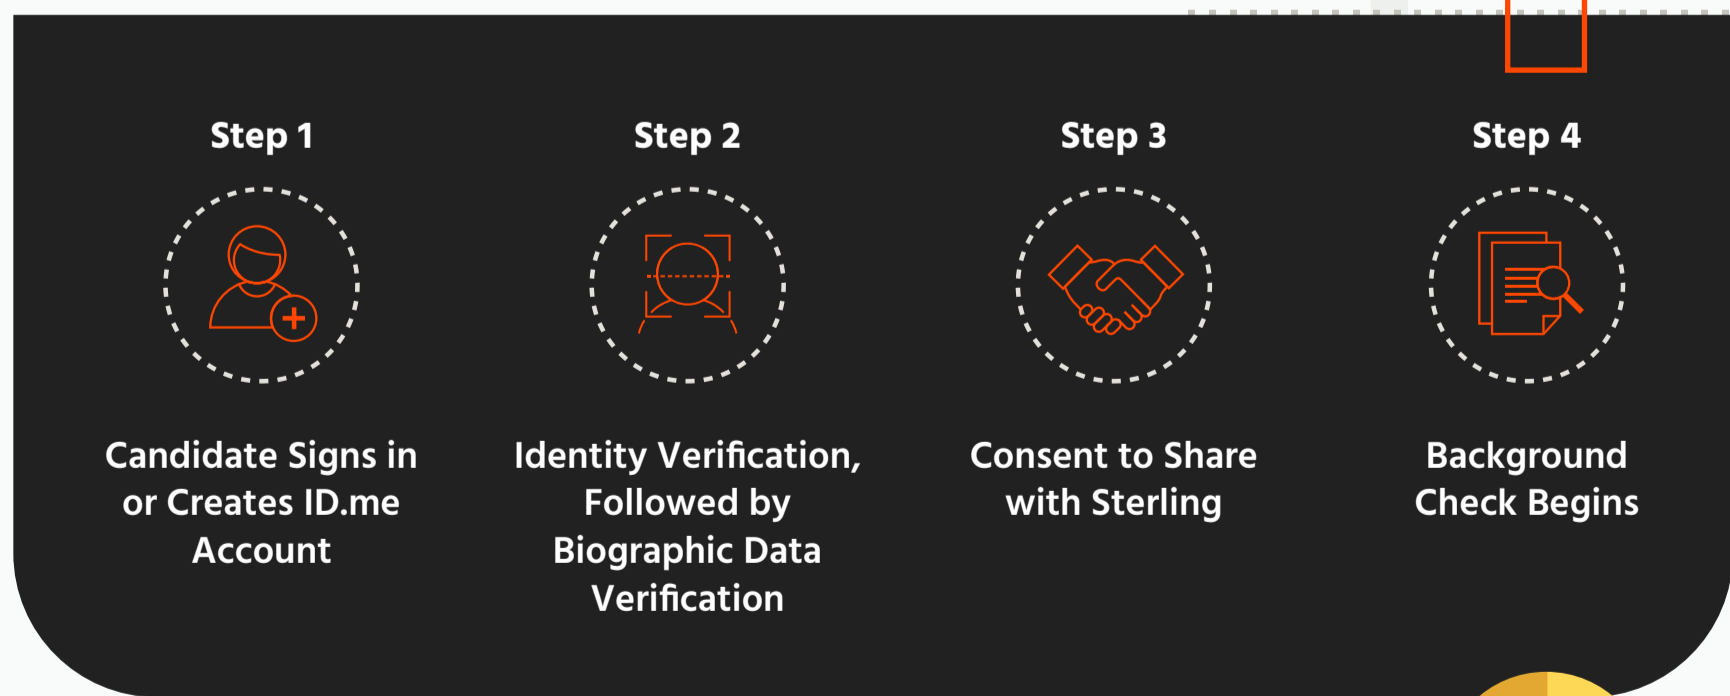 Step 1
Candidate Signs in
or Creates ID.me
Account
Step 2
Identity Verification,
Followed by
Biographic Data
Verification
Step 3
Consent to Share
with Sterling
Step 4
Background
Check Begins